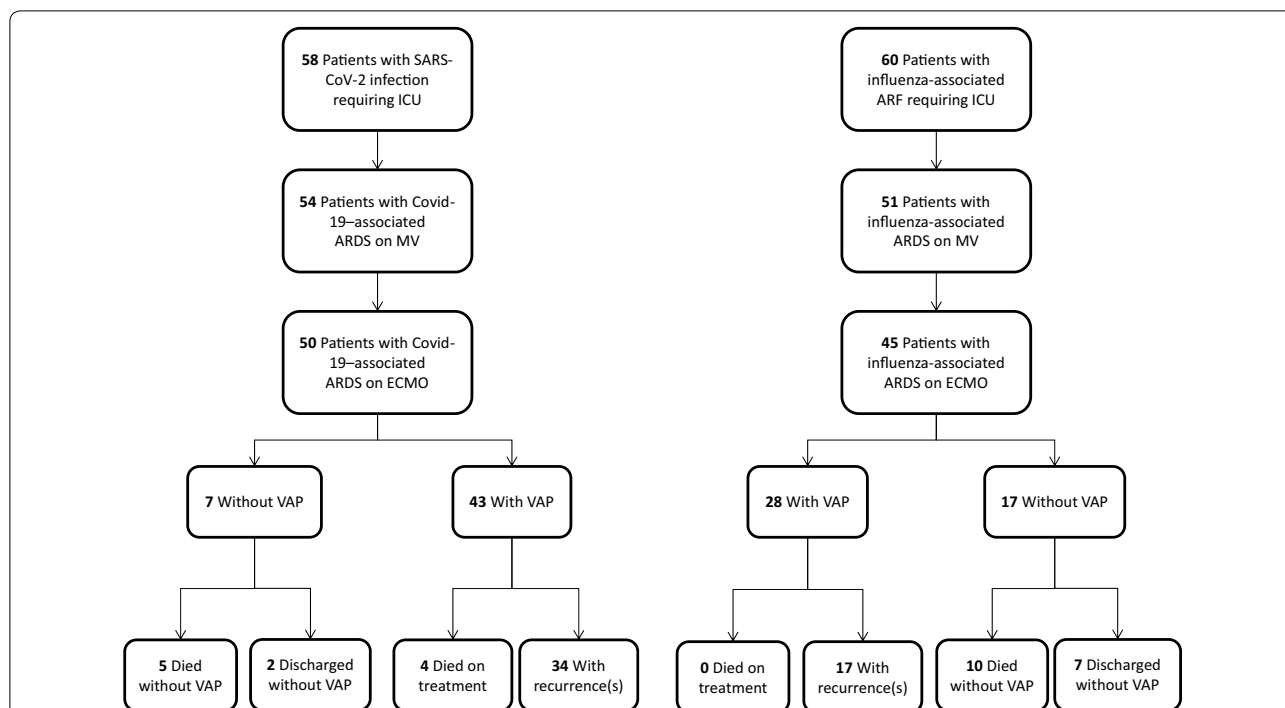 58 Patients with SARS-
CoV-2 infection
requiring ICU
60 Patients with
influenza-associated
ARF requiring ICU
54 Patients with Covid-
19–associated
ARDS on MV
51 Patients with
influenza-associated
ARDS on MV
50 Patients with Covid-
19–associated
ARDS on ECMO
45 Patients with
influenza-associated
ARDS on ECMO
7 Without VAP
43 With VAP
28 With VAP
17 Without VAP
5 Died
without VAP
2 Discharged
without VAP
4 Died on
treatment
34 With
recurrence(s)
0 Died on
treatment
17 With
recurrence(s)
10 Died
without VAP
7 Discharged
without VAP